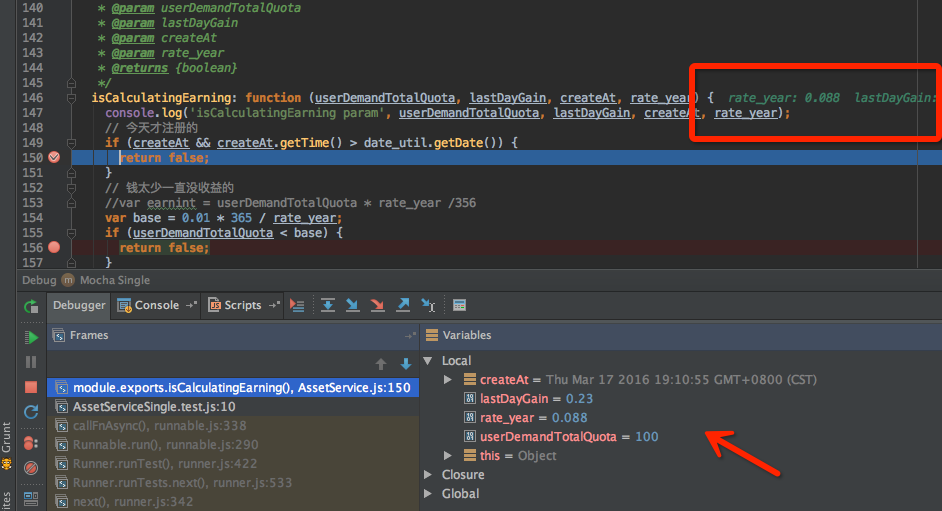 140 * @param userDemandTotalQuota
141 * @param lastDayGain
142 * @param createAt
143 * @param rate_year
144 * @returns {boolean}
145 */
146 isCalculatingEarning: function (userDemandTotalQuota, lastDayGain, createAt, rate_year) { rate_year: 0.088 lastDayGain:
147 console.log('isCalculatingEarning param', userDemandTotalQuota, lastDayGain, createAt, rate_year);
148 // 今天才注册的
149 if (createAt && createAt.getTime() > date_util.getDate()) {
150 return false;
151 }
152 // 钱太少一直没收益的
153 //var earnint = userDemandTotalQuota * rate_year /356
154 var base = 0.01 * 365 / rate_year;
155 if (userDemandTotalQuota < base) {
156 return false;
157 }
Debug m Mocha Single
Debugger Console Scripts
Frames
module.exports.isCalculatingEarning(), AssetService.js:150
AssetServiceSingle.test.js:10
callFnAsync(), runnable.js:338
Runnable.run(), runnable.js:290
Runner.runTest(), runner.js:422
Runner.runTests.next(), runner.js:533
next(), runner.js:342
Variables
Local
createAt = Thu Mar 17 2016 19:10:55 GMT+0800 (CST)
lastDayGain = 0.23
rate_year = 0.088
userDemandTotalQuota = 100
this = Object
Closure
Global
Grunt
ites